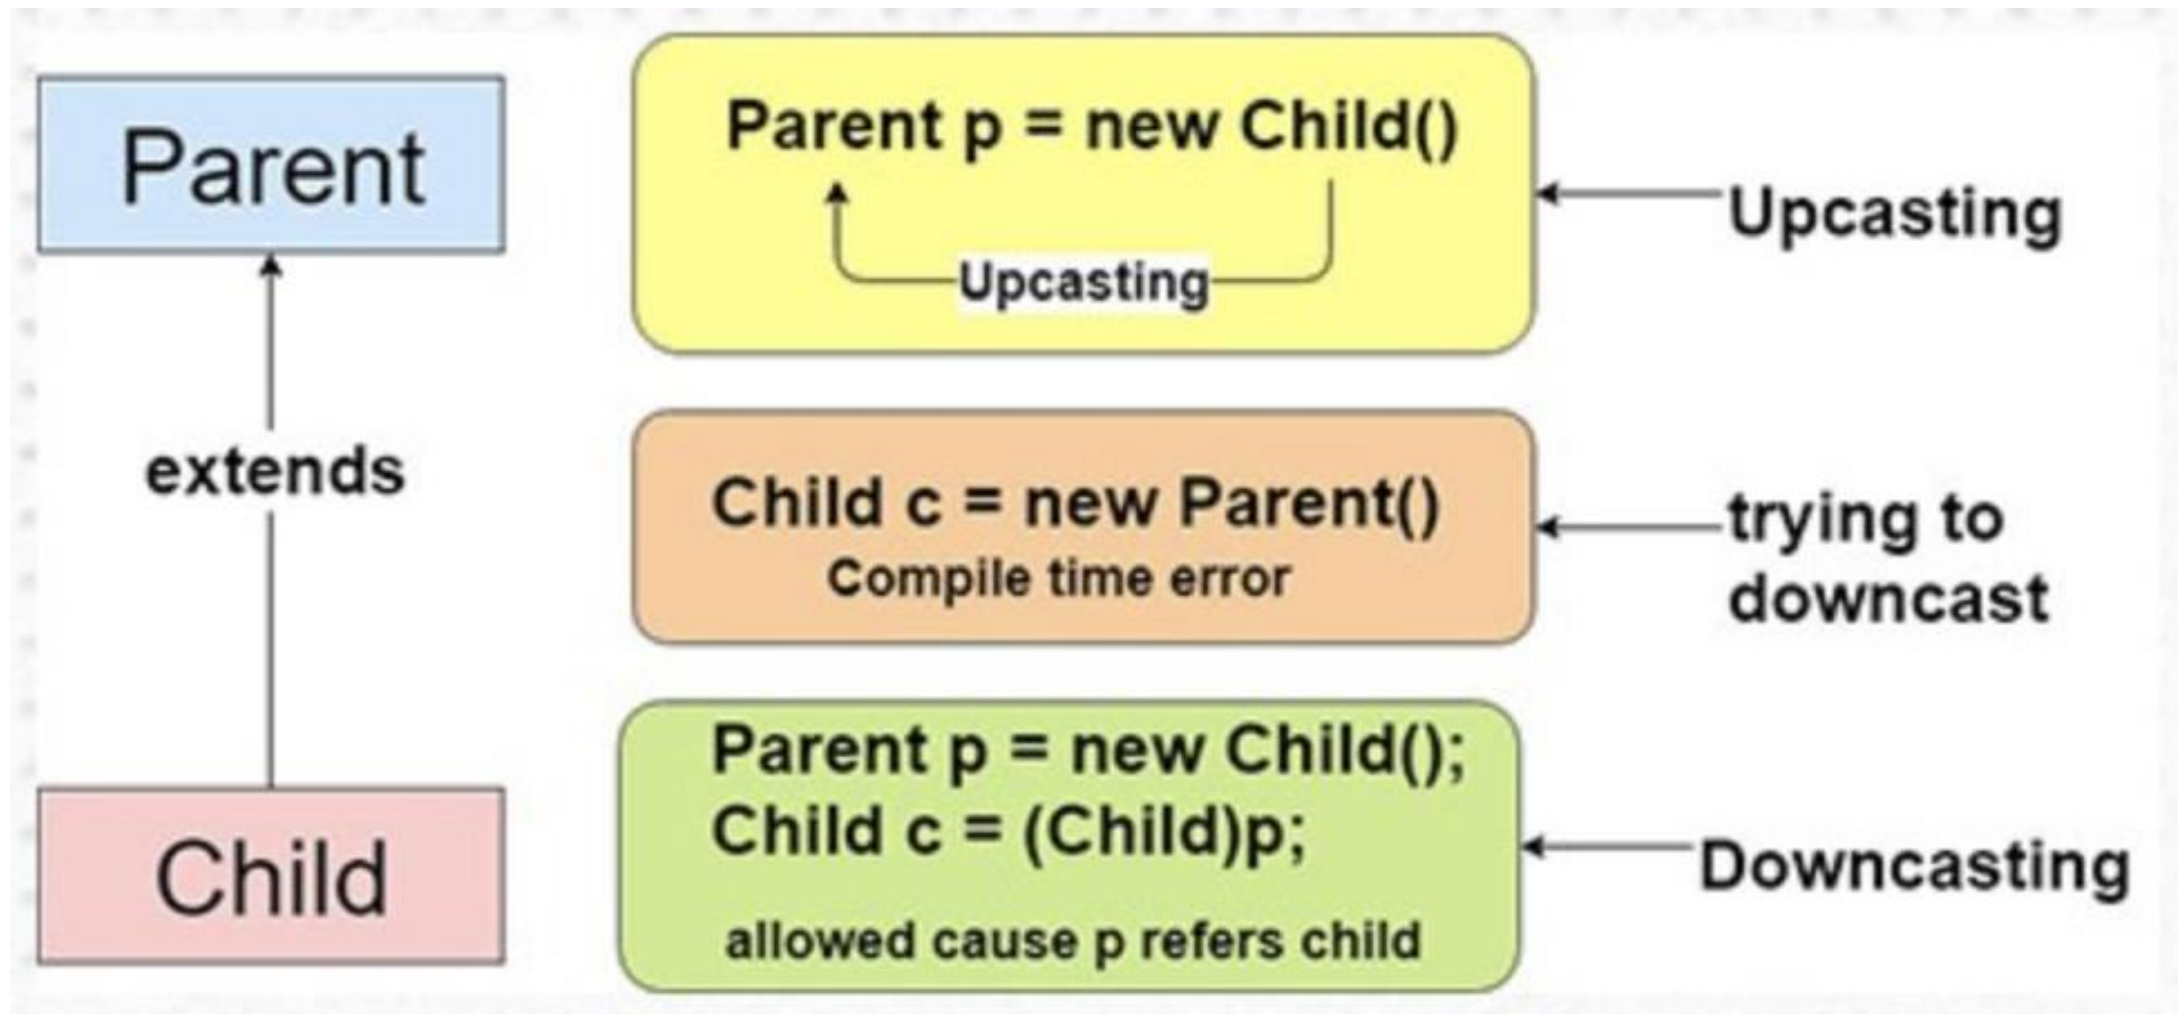 Parent
extends
Child
Parent p = new Child()
Upcasting
Upcasting
Child c = new Parent()
Compile time error
trying to
downcast
Parent p = new Child();
Child c = (Child)p;
allowed cause p refers child
Downcasting